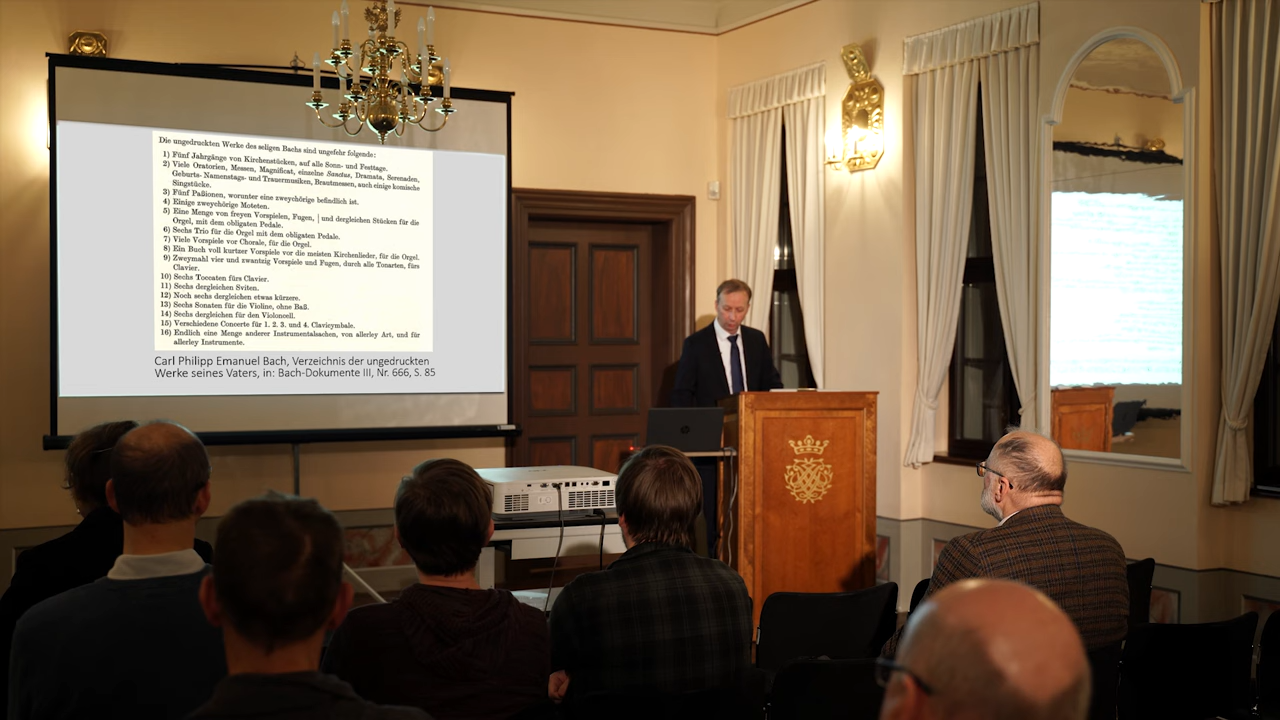 Die ungedruckten Werke des seligen Bachs sind ungefehr folgende:
1) Fünf Jahrgänge von Kirchenstücken, auf alle Sonn- und Festtage.
2) Viele Oratorien, Messen, Magnificat, einzelne Sanctus, Dramata, Serenaden,
Geburts- Namenstags- und Trauermusiken, Brautmessen, auch einige komische
Singstücke.
3) Fünf Paßionen, worunter eine zweychörige befindlich ist.
4) Einige zweychörige Moteten.
5) Eine Menge von freyen Vorspielen, Fugen, | und dergleichen Stücken für die
Orgel, mit dem obligaten Pedale.
6) Sechs Trio für die Orgel mit dem obligaten Pedale.
7) Viele Vorspiele vor Chorale, für die Orgel.
8) Ein Buch voll kurtzer Vorspiele vor die meisten Kirchenlieder, für die Orgel.
9) Zweymahl vier und zwantzig Vorspiele und Fugen, durch alle Tonarten, fürs
Clavier.
10) Sechs Toccaten fürs Clavier.
11) Sechs dergleichen Sviten.
12) Noch sechs dergleichen etwas kürzere.
13) Sechs Sonaten für die Violine, ohne Baß.
14) Sechs dergleichen für den Violoncell.
15) Verschiedene Concerte für 1. 2. 3. und 4. Clavicymbale.
16) Endlich eine Menge anderer Instrumentalsachen, von allerley Art, und für
allerley Instrumente.
Carl Philipp Emanuel Bach, Verzeichnis der ungedruckten
Werke seines Vaters, in: Bach-Dokumente III, Nr. 666, S. 85